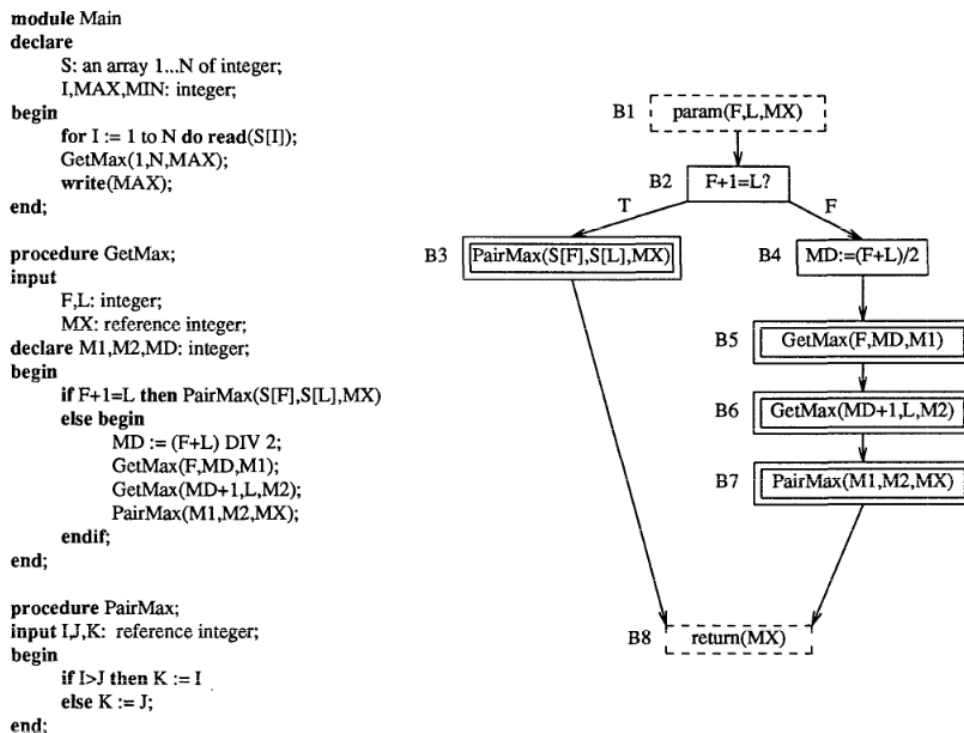 module Main
declare
S: an array 1...N of integer;
I,MAX,MIN: integer;
begin
for I := 1 to N do read(S[I]);
GetMax(1,N,MAX);
write(MAX);
end;
procedure GetMax;
input
F,L: integer;
MX: reference integer;
declare M1,M2,MD: integer;
begin
if F+1=L then PairMax(S[F],S[L],MX)
else begin
MD := (F+L) DIV 2;
GetMax(F,MD,M1);
GetMax(MD+1,L,M2);
PairMax(M1,M2,MX);
endif;
end;
procedure PairMax;
input I,J,K: reference integer;
begin
if I>J then K := I
else K := J;
end;
B1 param(F,L,MX)
B2 F+1=L?
T F
B3 PairMax(S[F],S[L],MX)
B4 MD:=(F+L)/2
B5 GetMax(F,MD,M1)
B6 GetMax(MD+1,L,M2)
B7 PairMax(M1,M2,MX)
B8 return(MX)